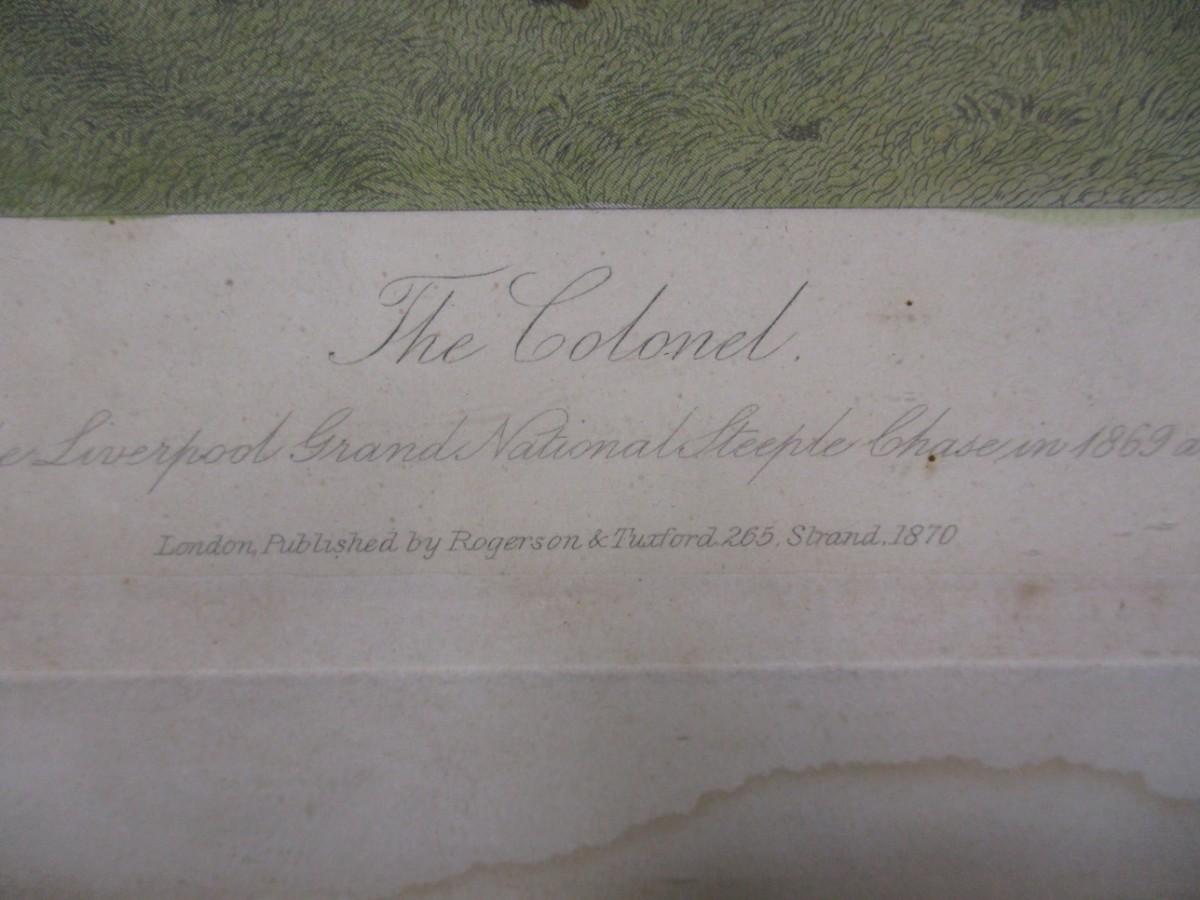 The Colonel.
Liverpool Grand National Steeple Chase in 1869
London, Published by Rogerson & Tuxford. 265, Strand, 1870